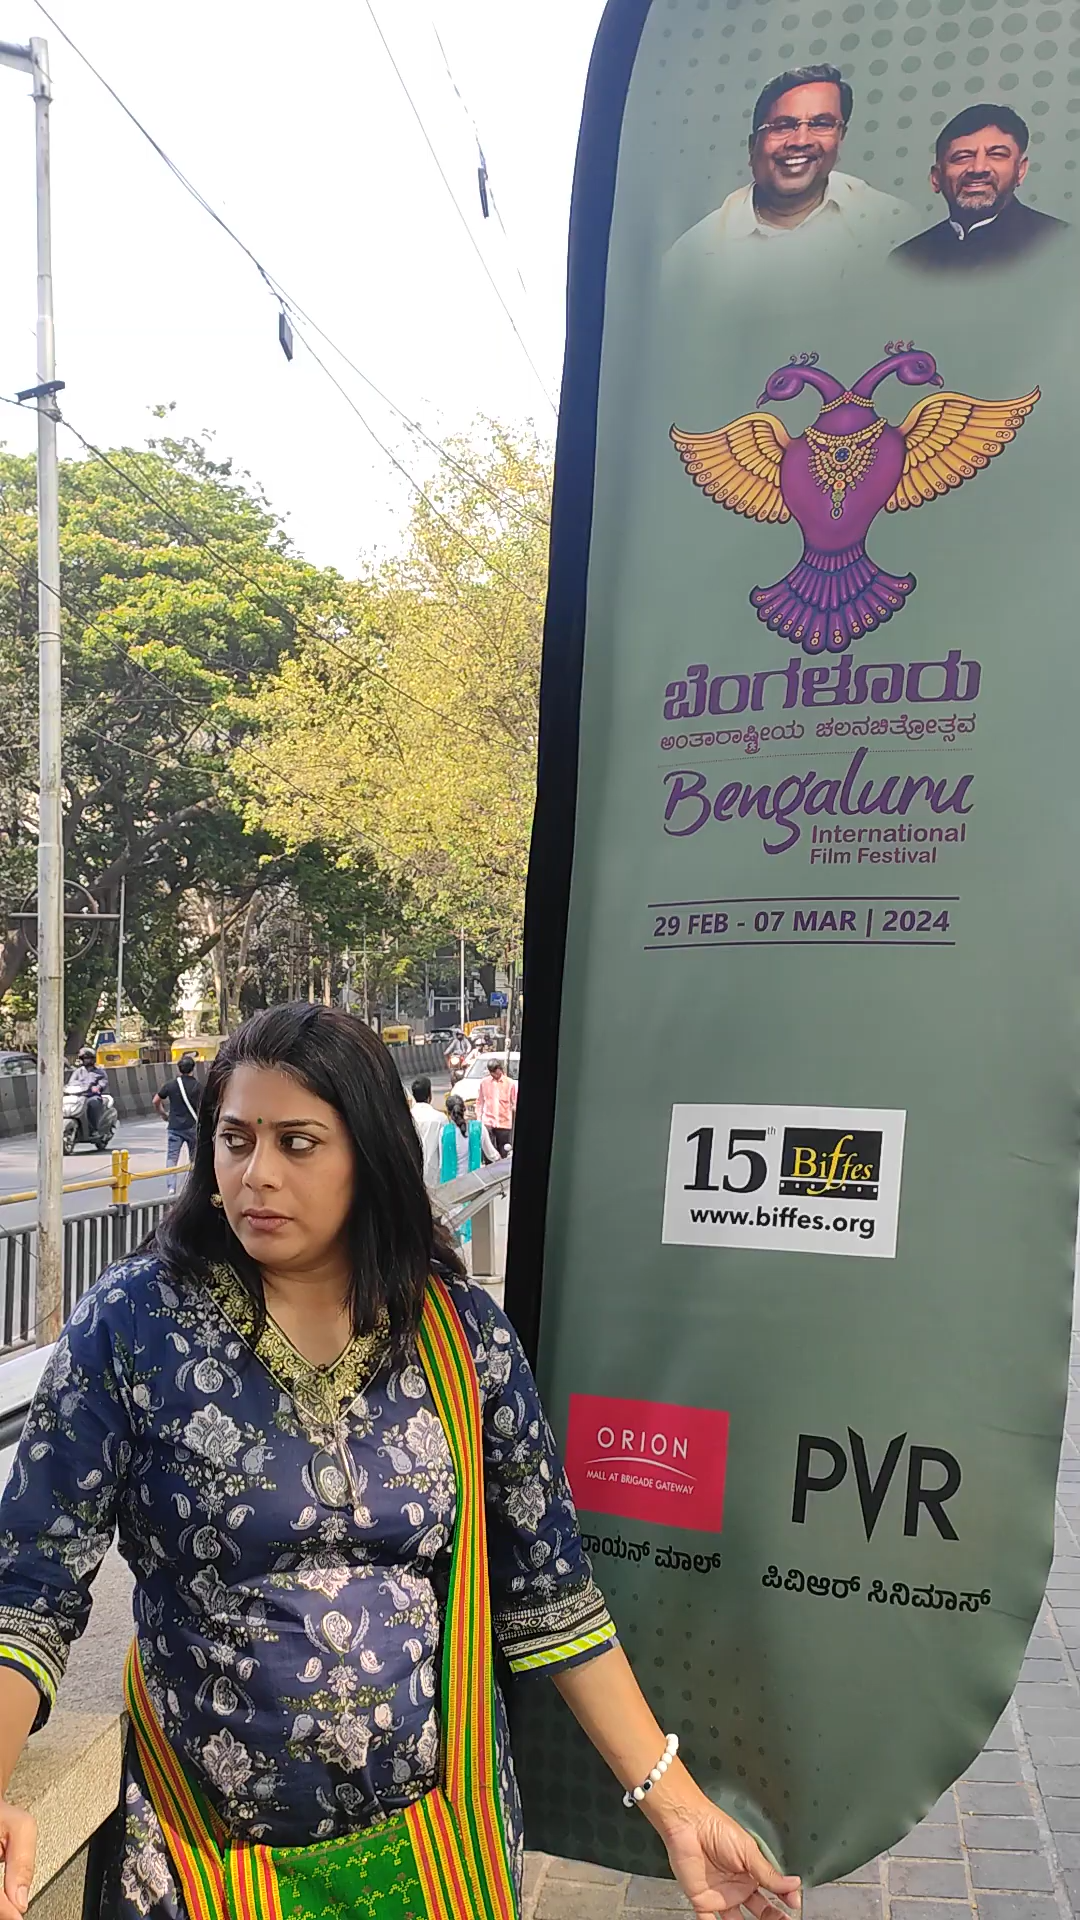 ಬೆಂಗಳೂರು
ಅಂತಾರಾಷ್ಟ್ರೀಯ ಚಲನಚಿತ್ರೋತ್ಸವ
Bengaluru
International
Film Festival
29 FEB - 07 MAR | 2024
15th Biffes
www.biffes.org
ORION
MALL AT BRIGADE GATEWAY
ರಾಯನ್ ಮಾಲ್
PVR
ಪಿವಿಆರ್ ಸಿನಿಮಾಸ್